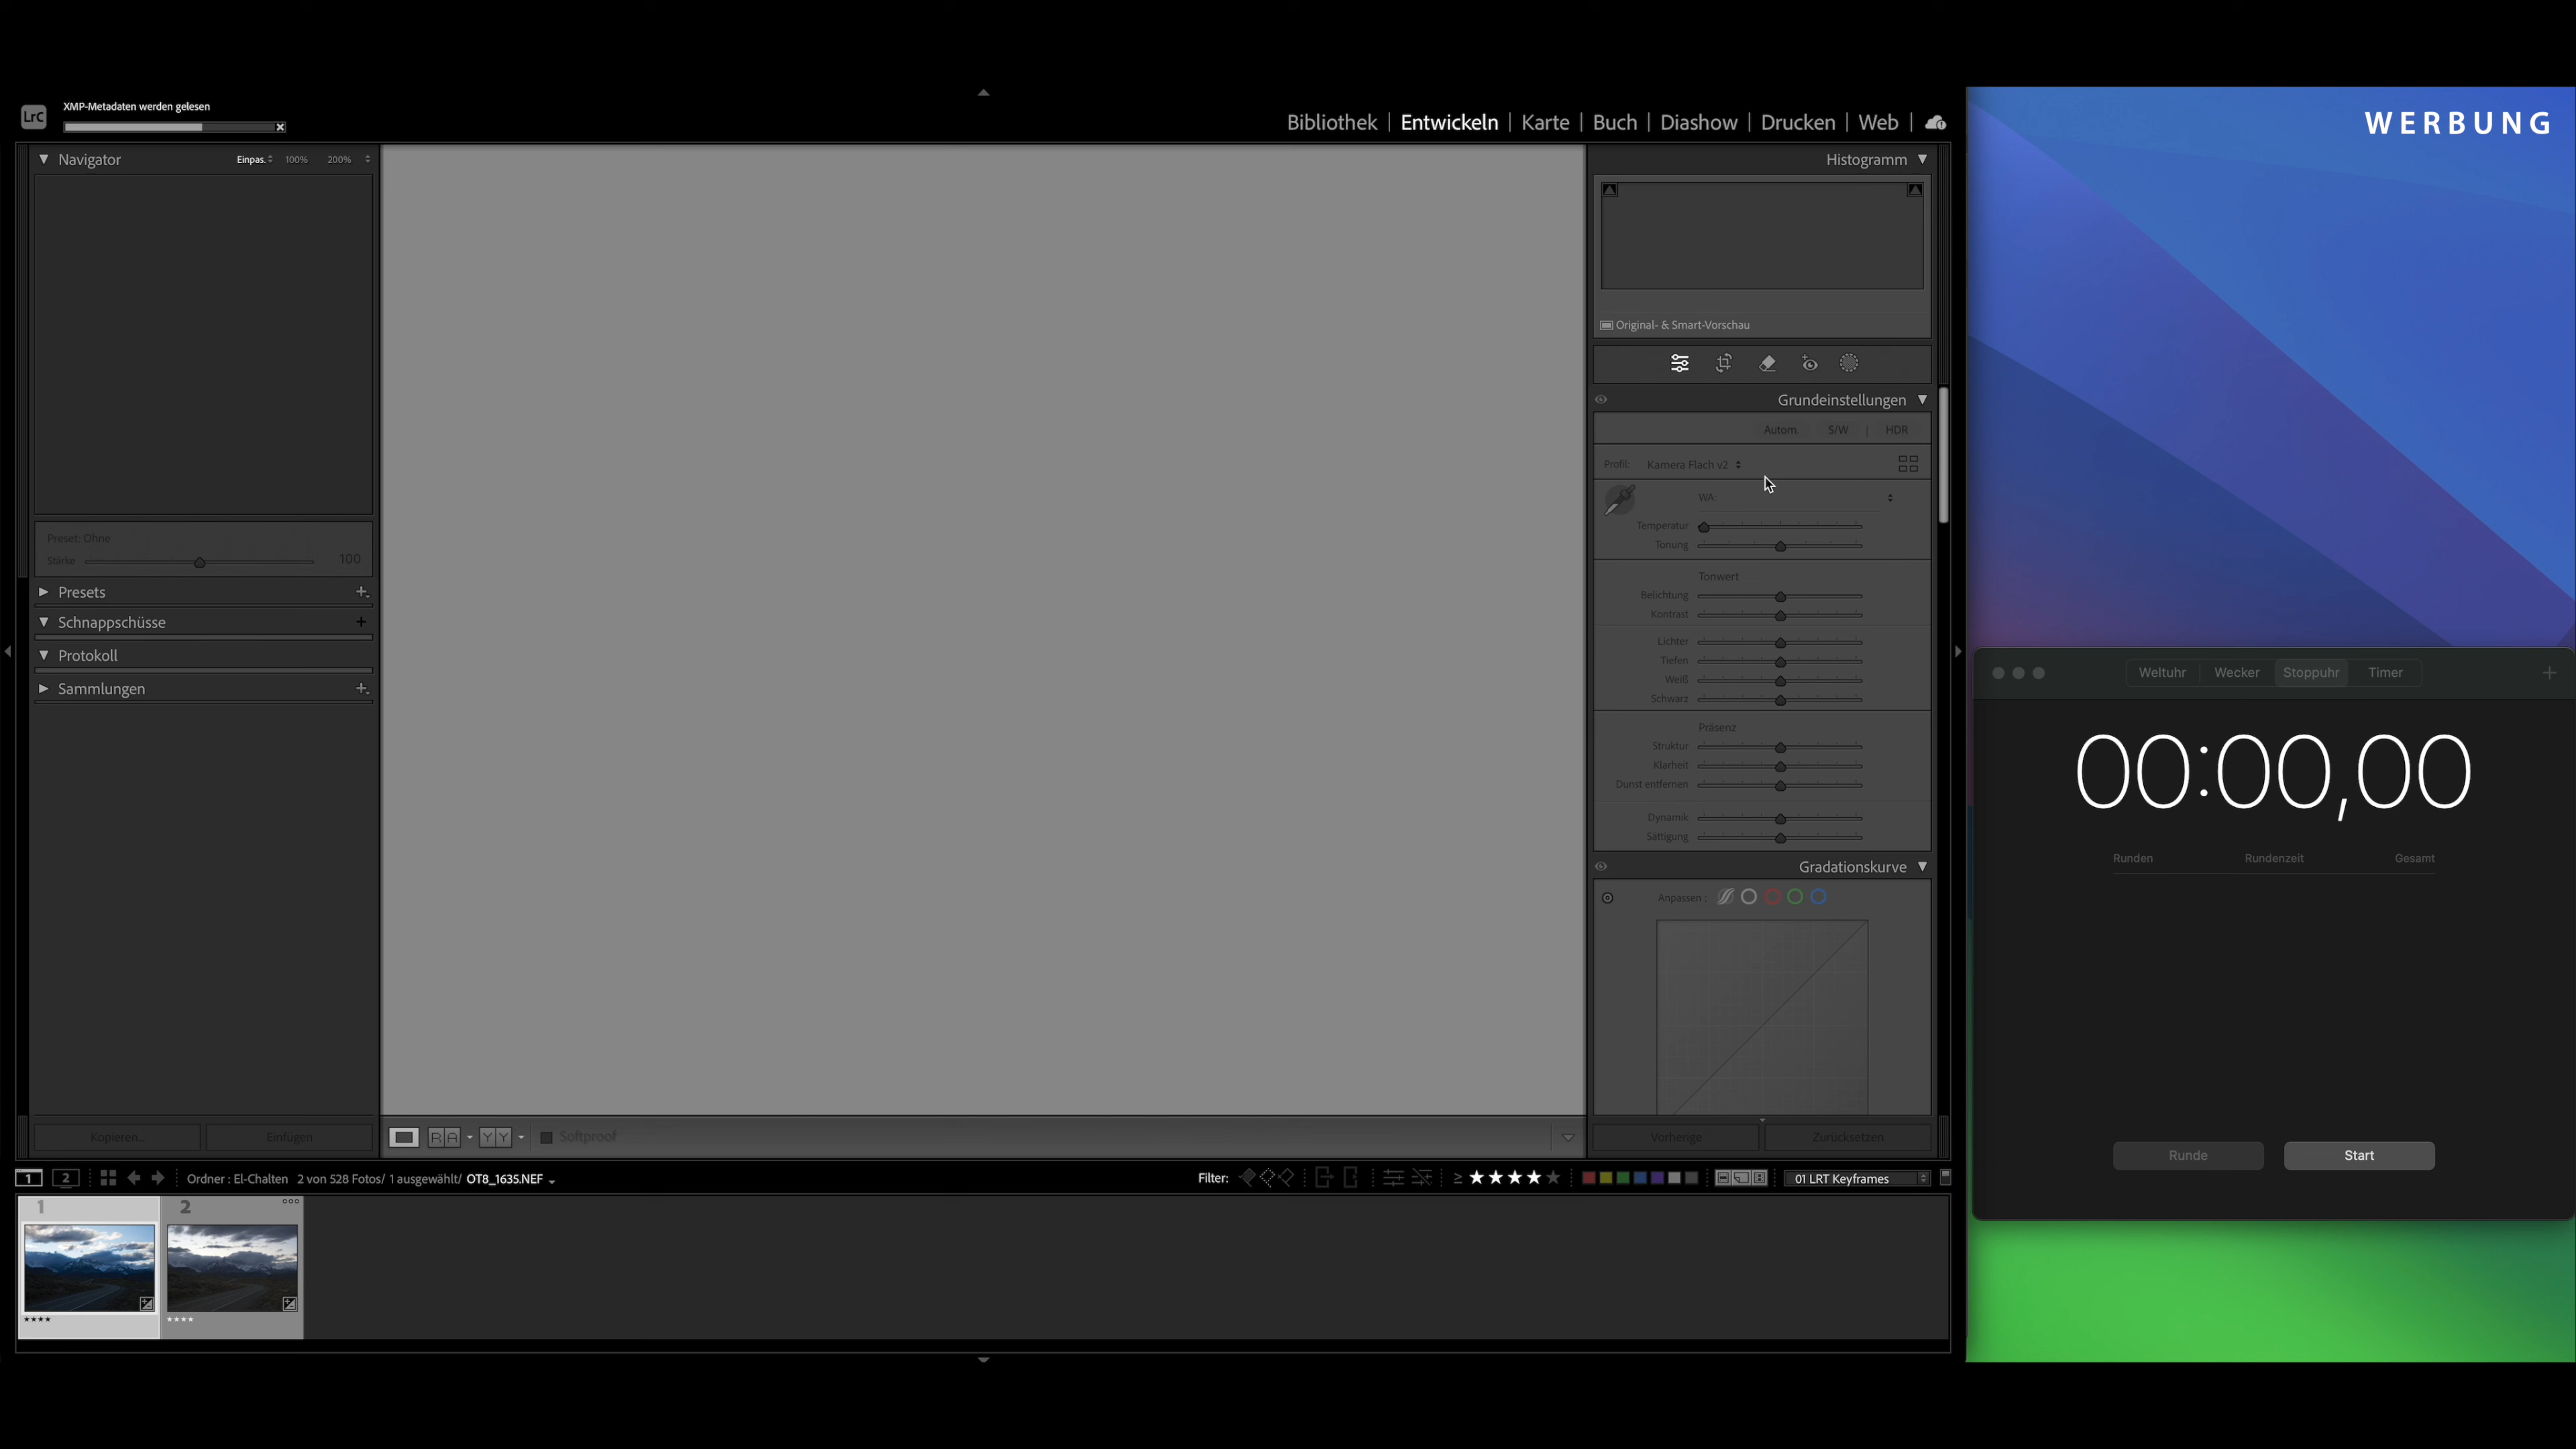 LrC
XMP-Metadaten werden gelesen
Bibliothek | Entwickeln | Karte | Buch | Diashow | Drucken | Web
WERBUNG
Navigator
Einpas. 100% 200%
Histogramm
Original- & Smart-Vorschau
Grundeinstellungen
Autom. S/W | HDR
Profil: Kamera Flach v2
WA:
Temperatur
Tonung
Tonwert
Belichtung
Kontrast
Lichter
Tiefen
Weiß
Schwarz
Präsenz
Struktur
Klarheit
Dunst entfernen
Dynamik
Sättigung
Gradationskurve
Anpassen :
Preset: Ohne
Stärke 100
Presets
Schnappschüsse
Protokoll
Sammlungen
Kopieren...
Einfügen
R A
Y Y
Softproof
Vorherige
Zurücksetzen
Weltuhr Wecker Stoppuhr Timer
00:00,00
Runden Rundenzeit Gesamt
Runde
Start
1 2
Ordner : El-Chalten 2 von 528 Fotos/ 1 ausgewählt/ OT8_1635.NEF
Filter:
≥ ★★★★★
01 LRT Keyframes
1
2
★★★★
★★★★